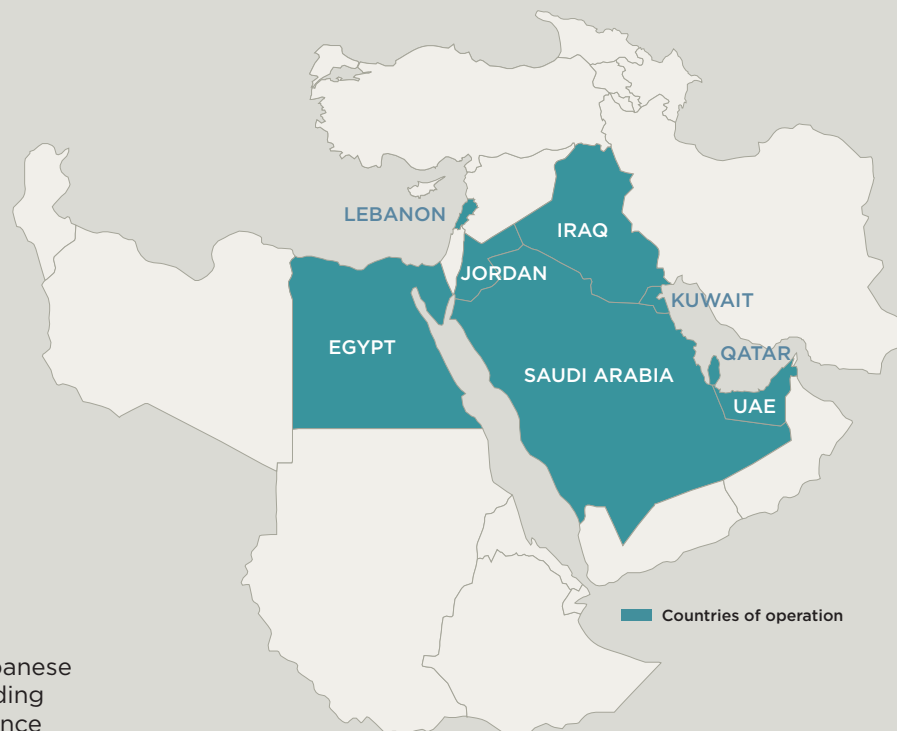 LEBANON
IRAQ
JORDAN
KUWAIT
EGYPT
QATAR
SAUDI ARABIA
UAE
Countries of operation